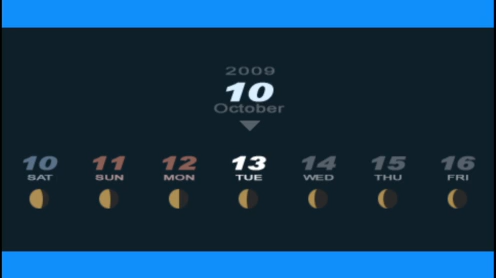 2009
10
October
10 11 12 13 14 15 16
SAT SUN MON TUE WED THU FRI